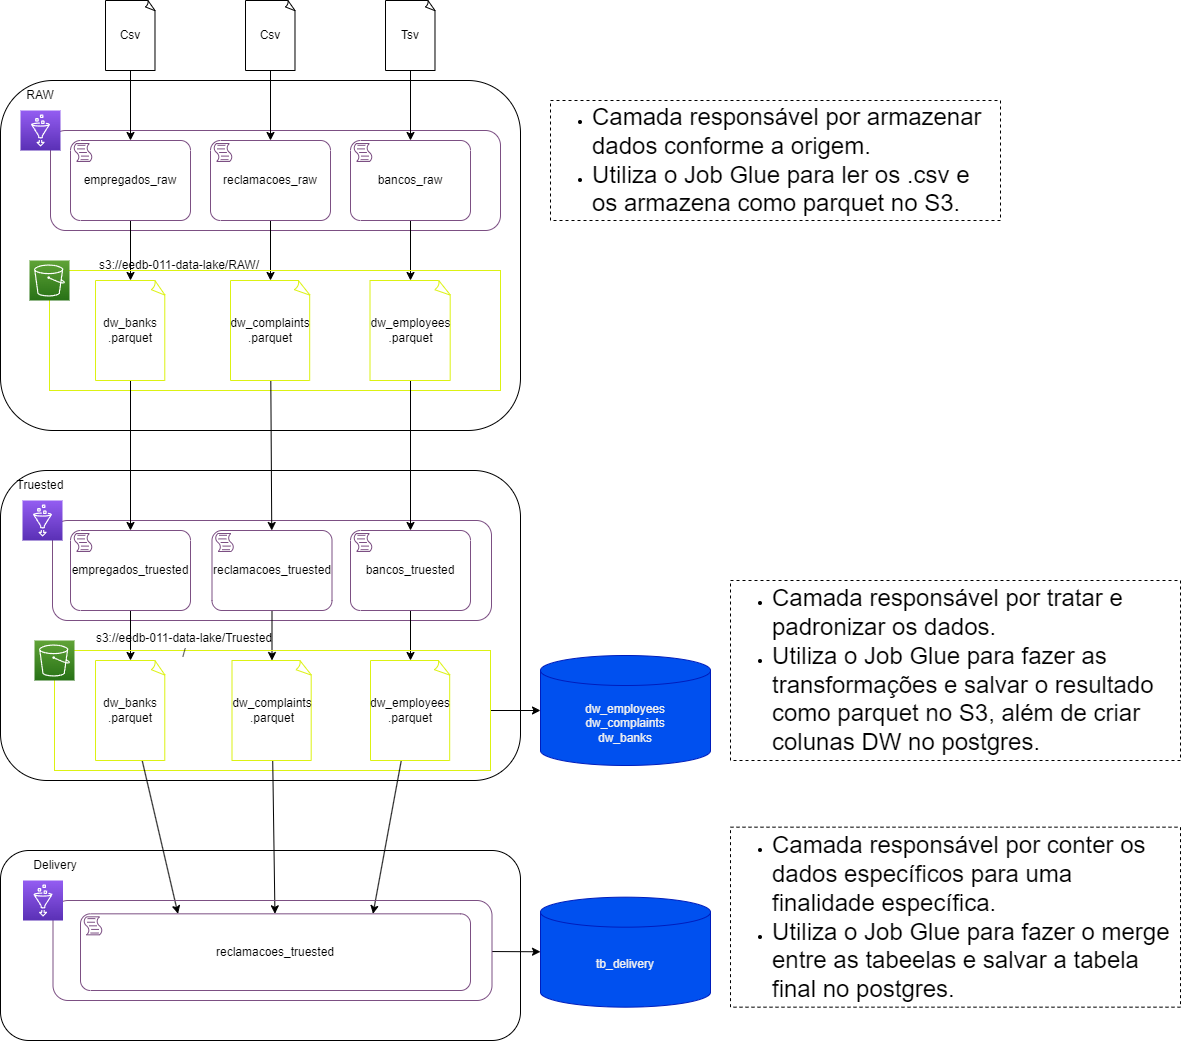 Csv
Csv
Tsv
RAW
empregados_raw
reclamacoes_raw
bancos_raw
s3://eedb-011-data-lake/RAW/
dw_banks
.parquet
dw_complaints
.parquet
dw_employees
.parquet
• Camada responsável por armazenar
dados conforme a origem.
• Utiliza o Job Glue para ler os .csv e
os armazena como parquet no S3.
Truested
empregados_truested
reclamacoes_truested
bancos_truested
s3://eedb-011-data-lake/Truested
/
dw_banks
.parquet
dw_complaints
.parquet
dw_employees
.parquet
dw_employees
dw_complaints
dw_banks
• Camada responsável por tratar e
padronizar os dados.
• Utiliza o Job Glue para fazer as
transformações e salvar o resultado
como parquet no S3, além de criar
colunas DW no postgres.
Delivery
reclamacoes_truested
tb_delivery
• Camada responsável por conter os
dados específicos para uma
finalidade específica.
• Utiliza o Job Glue para fazer o merge
entre as tabeelas e salvar a tabela
final no postgres.